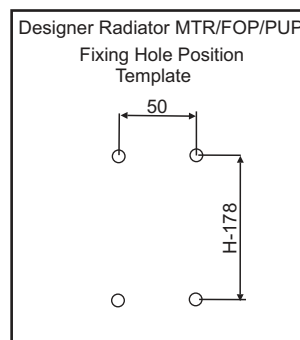 Designer Radiator MTR/FOP/PUP
Fixing Hole Position
Template
50
H-178